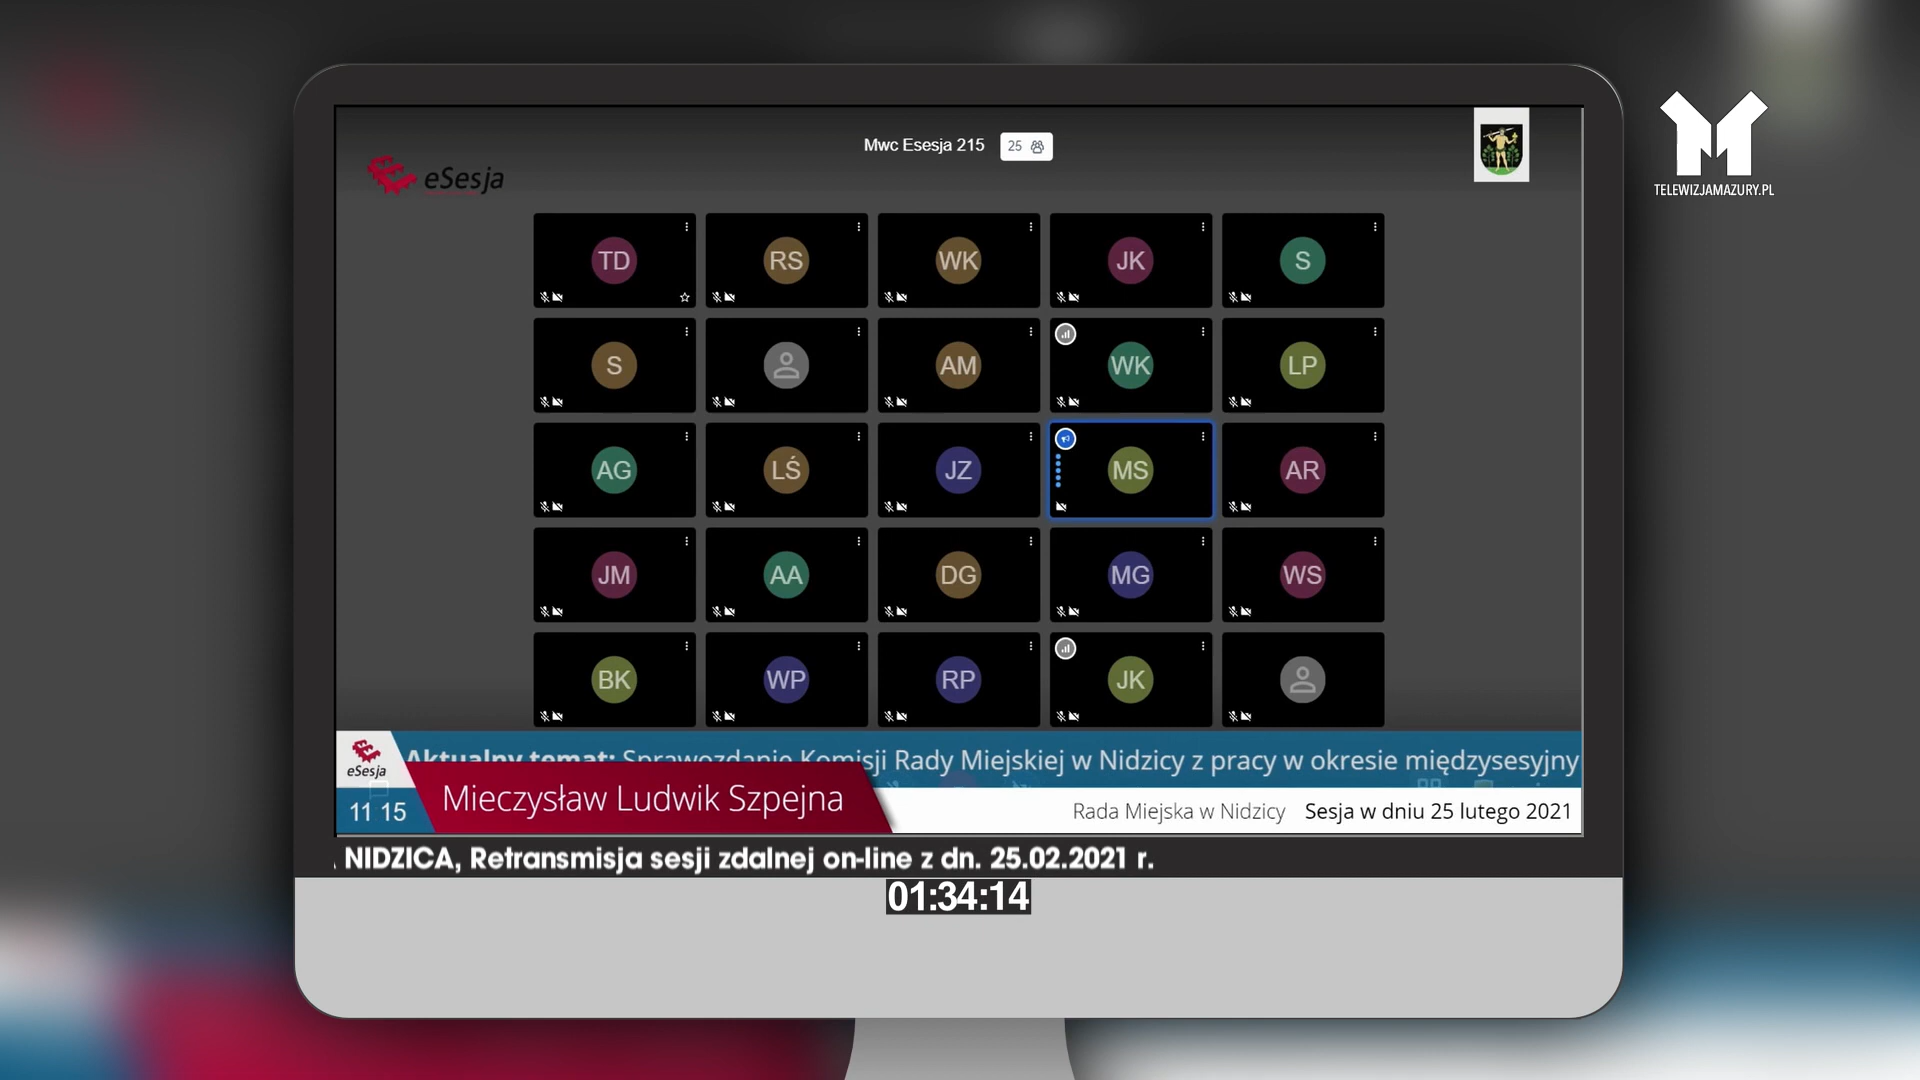 Mwc Esesja 215 25
eSesja
TELEWIZJAMAZURY.PL
TD RS WK JK S
S AM WK LP
AG LŚ JZ MS AR
JM AA DG MG WS
BK WP RP JK
Aktualny temat: Sprawozdanie Komisji Rady Miejskiej w Nidzicy z pracy w okresie międzysesyjny
eSesja
Mieczysław Ludwik Szpejna
11 15
Rada Miejska w Nidzicy Sesja w dniu 25 lutego 2021
NIDZICA, Retransmisja sesji zdalnej on-line z dn. 25.02.2021 r.
01:34:14